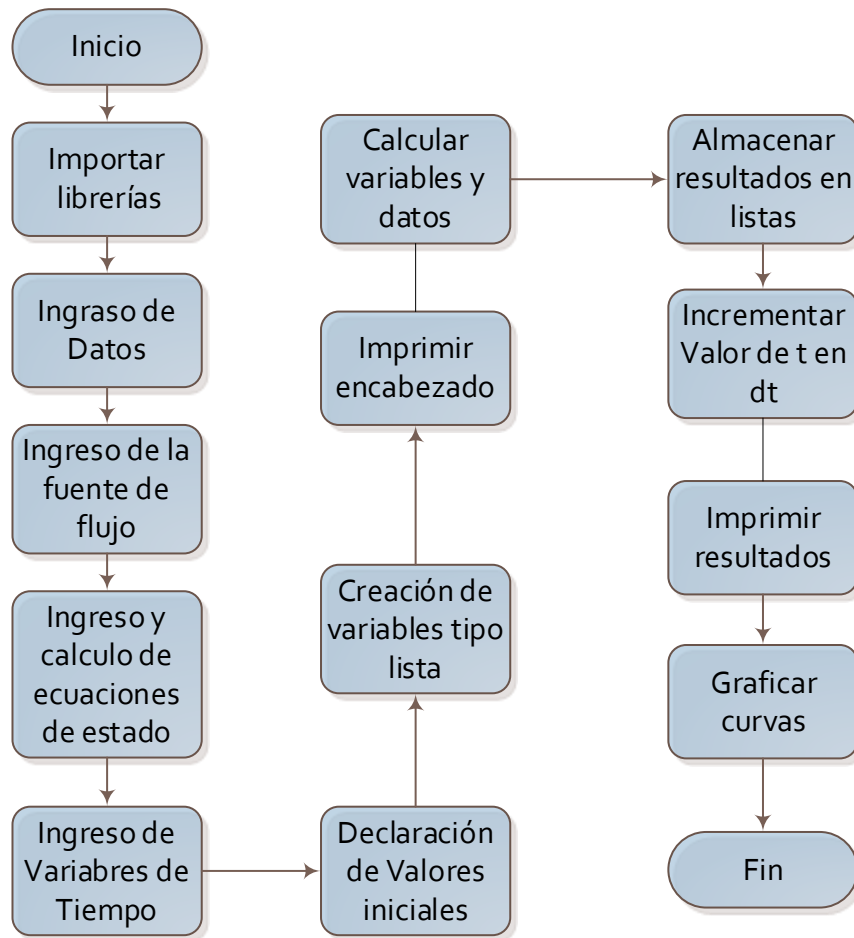 Inicio
Importar
librerías
Ingraso de
Datos
Ingreso de la
fuente de
flujo
Ingreso y
calculo de
ecuaciones
de estado
Ingreso de
Variabres de
Tiempo
Declaración
de Valores
iniciales
Creación de
variables tipo
lista
Imprimir
encabezado
Calcular
variables y
datos
Almacenar
resultados en
listas
Incrementar
Valor de t en
dt
Imprimir
resultados
Graficar
curvas
Fin